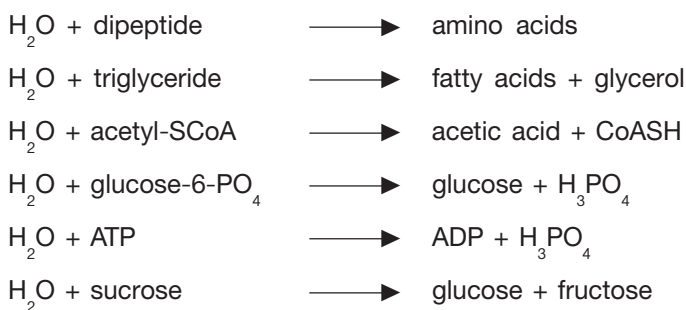 H₂O + dipeptide ⟶ amino acids
H₂O + triglyceride ⟶ fatty acids + glycerol
H₂O + acetyl-SCoA ⟶ acetic acid + CoASH
H₂O + glucose-6-PO₄ ⟶ glucose + H₃PO₄
H₂O + ATP ⟶ ADP + H₃PO₄
H₂O + sucrose ⟶ glucose + fructose